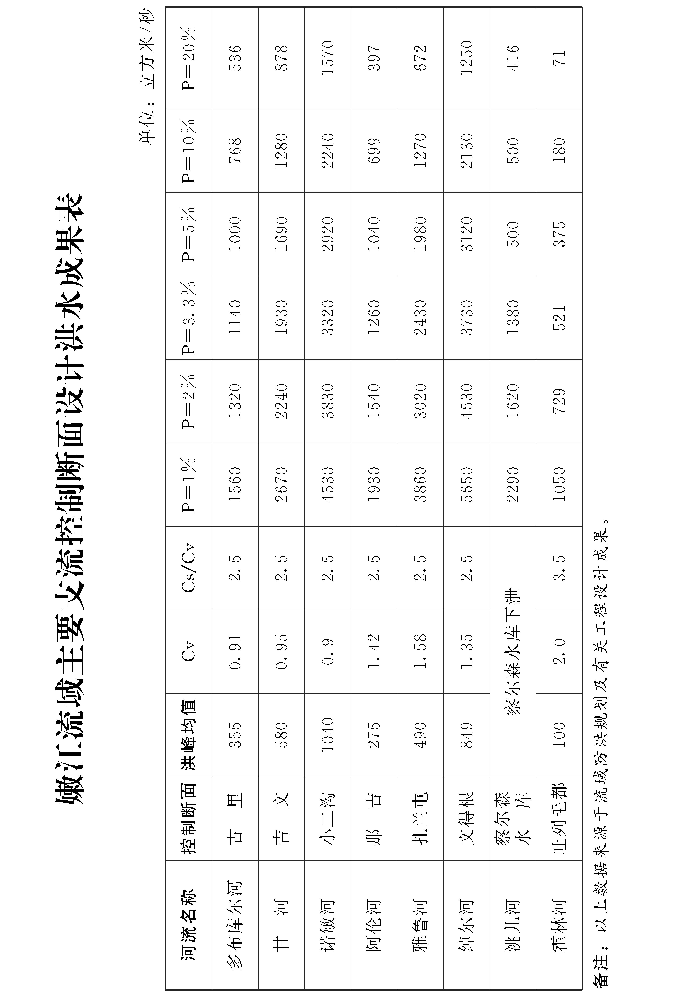 嫩江流域主要支流控制断面设计洪水成果表
单位：立方米/秒
河流名称 控制断面 洪峰均值 Cv Cs/Cv P=1% P=2% P=3.3% P=5% P=10% P=20%
多布库尔河 古 里 355 0.91 2.5 1560 1320 1140 1000 768 536
甘 河 吉 文 580 0.95 2.5 2670 2240 1930 1690 1280 878
诺敏河 小二沟 1040 0.9 2.5 4530 3830 3320 2920 2240 1570
阿伦河 那 吉 275 1.42 2.5 1930 1540 1260 1040 699 397
雅鲁河 扎兰屯 490 1.58 2.5 3860 3020 2430 1980 1270 672
绰尔河 文得根 849 1.35 2.5 5650 4530 3730 3120 2130 1250
洮儿河 察尔森水 库 察尔森水库下泄 2290 1620 1380 500 500 416
霍林河 吐列毛都 100 2.0 3.5 1050 729 521 375 180 71
备注：以上数据来源于流域防洪规划及有关工程设计成果。